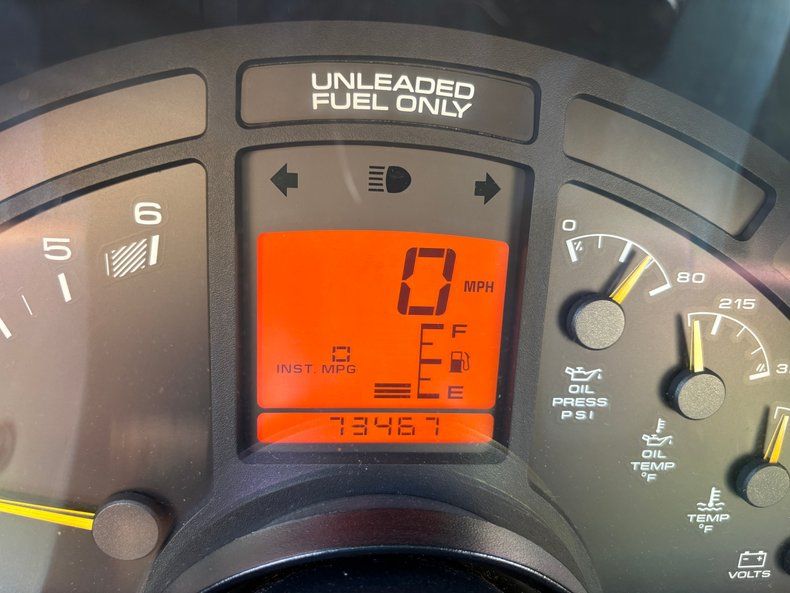 UNLEADED
FUEL ONLY
5
6
0
MPH
F
0
INST. MPG
E
73467
0
80
OIL
PRESS
PSI
215
OIL
TEMP
°F
TEMP
°F
VOLTS